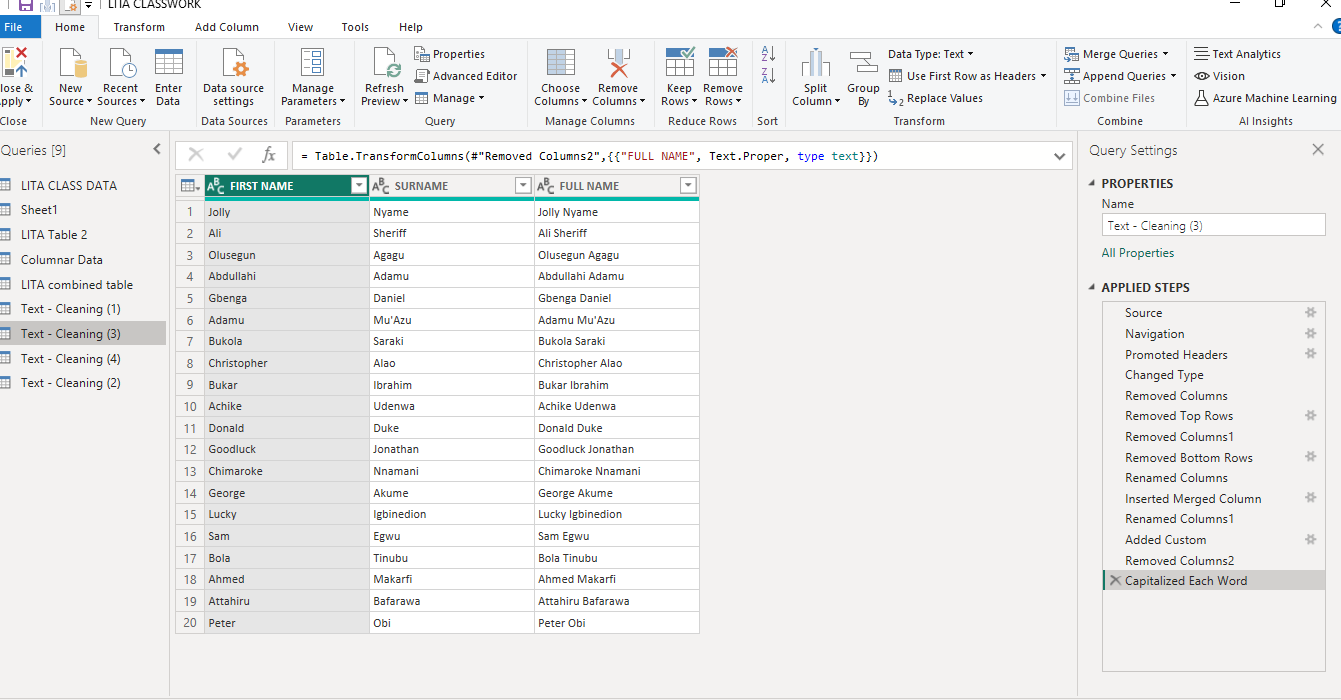 LITA CLASSWORK
File Home Transform Add Column View Tools Help
lose & pply
New Source
Recent Sources
Enter Data
Data source settings
Manage Parameters
Refresh Preview
Properties
Advanced Editor
Manage
Choose Columns
Remove Columns
Keep Rows
Remove Rows
Split Column
Group By
Data Type: Text
Use First Row as Headers
Replace Values
Merge Queries
Append Queries
Combine Files
Text Analytics
Vision
Azure Machine Learning
Close New Query Data Sources Parameters Query Manage Columns Reduce Rows Sort Transform Combine AI Insights
Queries [9]
LITA CLASS DATA
Sheet1
LITA Table 2
Columnar Data
LITA combined table
Text - Cleaning (1)
Text - Cleaning (3)
Text - Cleaning (4)
Text - Cleaning (2)
fx
= Table.TransformColumns(#"Removed Columns2",{{"FULL NAME", Text.Proper, type text}})
ABC FIRST NAME ABC SURNAME ABC FULL NAME
1 Jolly Nyame Jolly Nyame
2 Ali Sheriff Ali Sheriff
3 Olusegun Agagu Olusegun Agagu
4 Abdullahi Adamu Abdullahi Adamu
5 Gbenga Daniel Gbenga Daniel
6 Adamu Mu'Azu Adamu Mu'Azu
7 Bukola Saraki Bukola Saraki
8 Christopher Alao Christopher Alao
9 Bukar Ibrahim Bukar Ibrahim
10 Achike Udenwa Achike Udenwa
11 Donald Duke Donald Duke
12 Goodluck Jonathan Goodluck Jonathan
13 Chimaroke Nnamani Chimaroke Nnamani
14 George Akume George Akume
15 Lucky Igbinedion Lucky Igbinedion
16 Sam Egwu Sam Egwu
17 Bola Tinubu Bola Tinubu
18 Ahmed Makarfi Ahmed Makarfi
19 Attahiru Bafarawa Attahiru Bafarawa
20 Peter Obi Peter Obi
Query Settings
PROPERTIES
Name
Text - Cleaning (3)
All Properties
APPLIED STEPS
Source
Navigation
Promoted Headers
Changed Type
Removed Columns
Removed Top Rows
Removed Columns1
Removed Bottom Rows
Renamed Columns
Inserted Merged Column
Renamed Columns1
Added Custom
Removed Columns2
Capitalized Each Word